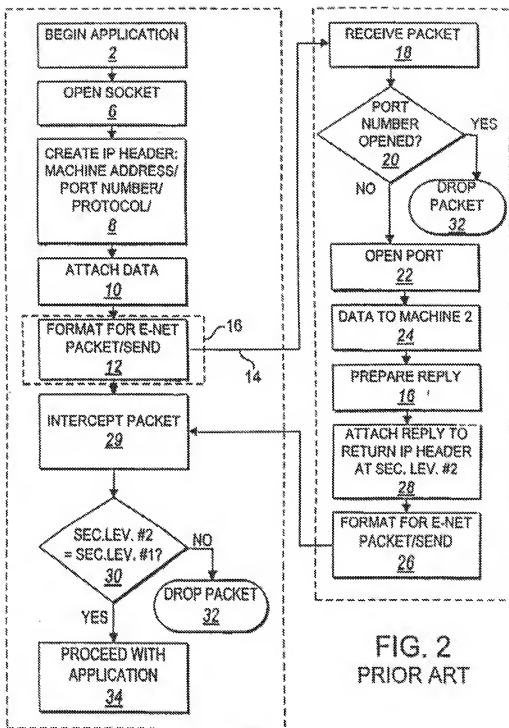 BEGIN APPLICATION
2
OPEN SOCKET
6
CREATE IP HEADER:
MACHINE ADDRESS/
PORT NUMBER/
PROTOCOL/
8
ATTACH DATA
10
FORMAT FOR E-NET
PACKET/SEND
12
16
14
INTERCEPT PACKET
29
SEC.LEV. #2
= SEC.LEV. #1?
30
NO
DROP PACKET
32
YES
PROCEED WITH
APPLICATION
34
RECEIVE PACKET
18
PORT
NUMBER
OPENED?
20
YES
DROP
PACKET
32
NO
OPEN PORT
22
DATA TO MACHINE 2
24
PREPARE REPLY
16
ATTACH REPLY TO
RETURN IP HEADER
AT SEC. LEV. #2
28
FORMAT FOR E-NET
PACKET/SEND
26
FIG. 2
PRIOR ART